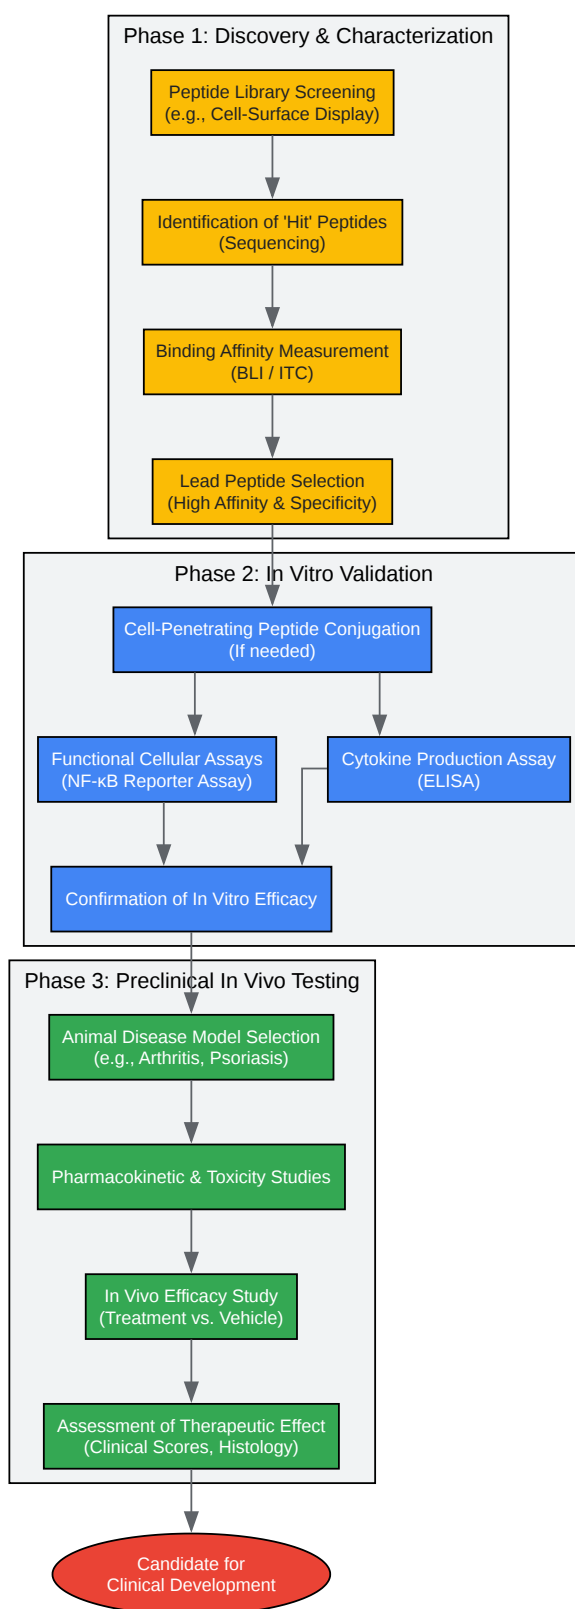 Phase 1: Discovery & Characterization
Peptide Library Screening
(e.g., Cell-Surface Display)
Identification of 'Hit' Peptides
(Sequencing)
Binding Affinity Measurement
(BLI / ITC)
Lead Peptide Selection
(High Affinity & Specificity)
Phase 2: In Vitro Validation
Cell-Penetrating Peptide Conjugation
(If needed)
Functional Cellular Assays
(NF-κB Reporter Assay)
Cytokine Production Assay
(ELISA)
Confirmation of In Vitro Efficacy
Phase 3: Preclinical In Vivo Testing
Animal Disease Model Selection
(e.g., Arthritis, Psoriasis)
Pharmacokinetic & Toxicity Studies
In Vivo Efficacy Study
(Treatment vs. Vehicle)
Assessment of Therapeutic Effect
(Clinical Scores, Histology)
Candidate for
Clinical Development